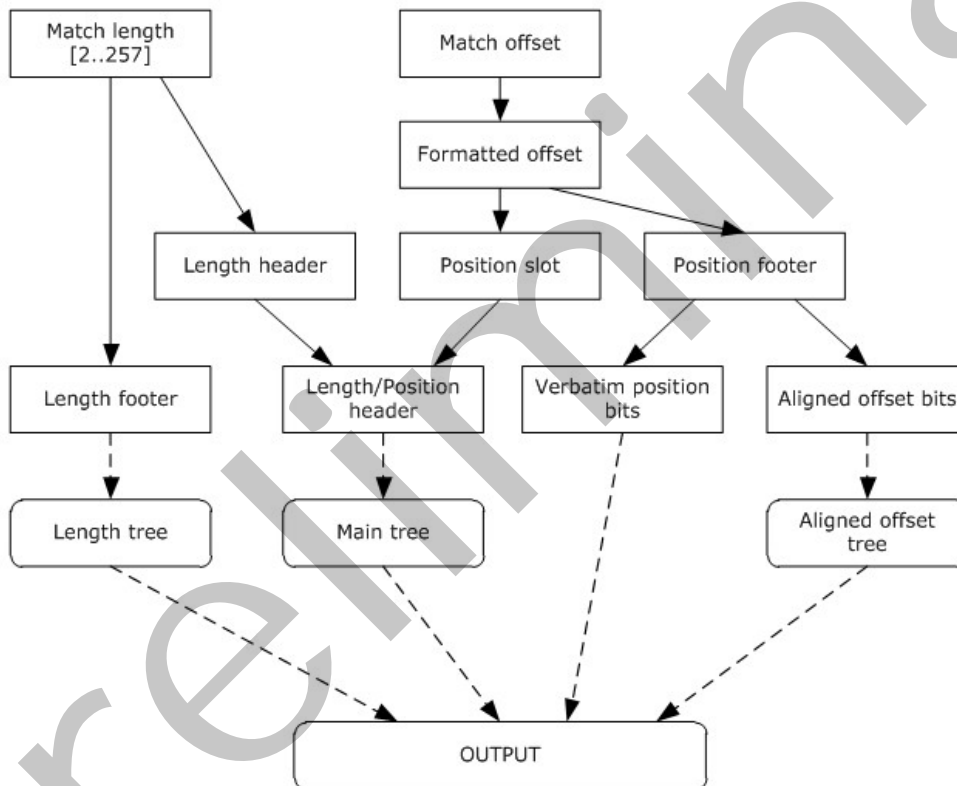 Match length
[2..257]
Match offset
Formatted offset
Length header
Position slot
Position footer
Length footer
Length/Position
header
Verbatim position
bits
Aligned offset bits
Length tree
Main tree
Aligned offset
tree
OUTPUT
relimina